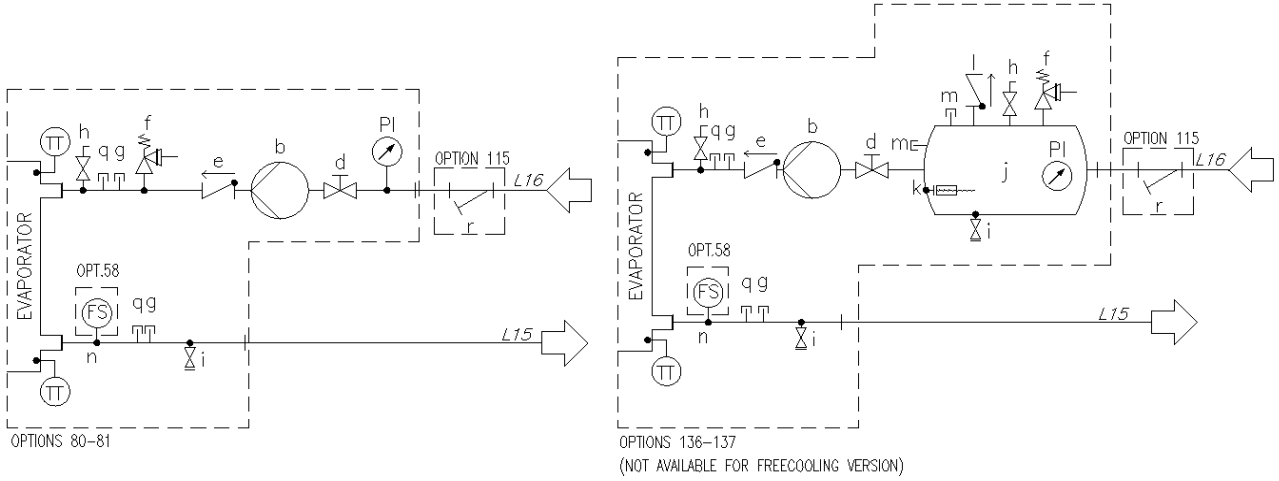 h
q g
f
e
b
d
PI
OPTION 115
r
L16
TT
EVAPORATOR
OPT.58
FS
n
q g
i
L15
TT
OPTIONS 80-81
h
q g
e
b
d
m
m
l
h
f
PI
j
k
i
OPTION 115
r
L16
TT
EVAPORATOR
OPT.58
FS
n
q g
i
L15
TT
OPTIONS 136-137
(NOT AVAILABLE FOR FREECOOLING VERSION)